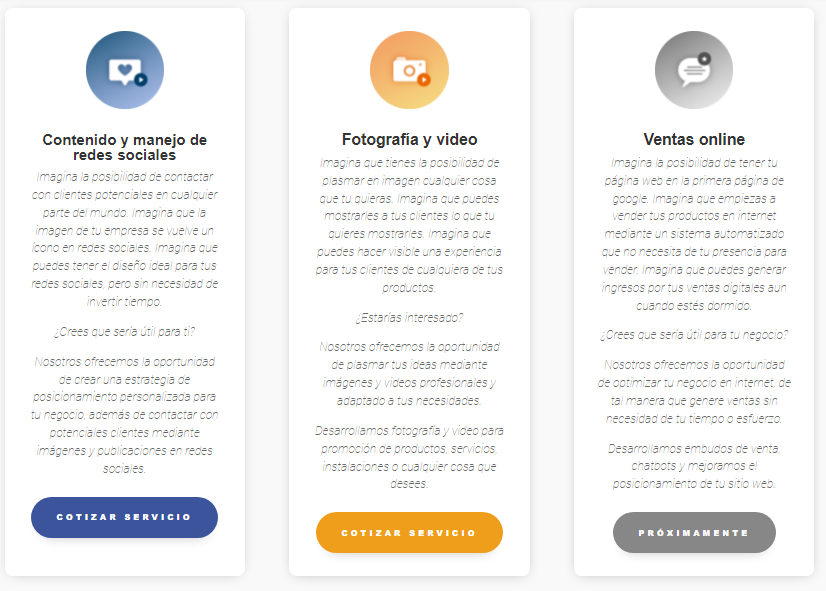 Contenido y manejo de
redes sociales
Imagina la posibilidad de contactar
con clientes potenciales en cualquier
parte del mundo. Imagina que la
imagen de tu empresa se vuelve un
ícono en redes sociales. Imagina que
puedes tener el diseño ideal para tus
redes sociales, pero sin necesidad de
invertir tiempo.
¿Crees que sería útil para ti?
Nosotros ofrecemos la oportunidad
de crear una estrategia de
posicionamiento personalizada para
tu negocio, además de contactar con
potenciales clientes mediante
imágenes y publicaciones en redes
sociales.
COTIZAR SERVICIO
Fotografía y video
Imagina que tienes la posibilidad de
plasmar en imagen cualquier cosa
que tu quieras. Imagina que puedes
mostrarles a tus clientes lo que tu
quieres mostrarles. Imagina que
puedes hacer visible una experiencia
para tus clientes de cualquiera de tus
productos.
¿Estarías interesado?
Nosotros ofrecemos la oportunidad
de plasmar tus ideas mediante
imágenes y videos profesionales y
adaptado a tus necesidades.
Desarrollamos fotografía y video para
promoción de productos, servicios,
instalaciones o cualquier cosa que
desees.
COTIZAR SERVICIO
Ventas online
Imagina la posibilidad de tener tu
página web en la primera página de
google. Imagina que empiezas a
vender tus productos en internet
mediante un sistema automatizado
que no necesita de tu presencia para
vender. Imagina que puedes generar
ingresos por tus ventas digitales aun
cuando estés dormido.
¿Crees que sería útil para tu negocio?
Nosotros ofrecemos la oportunidad
de optimizar tu negocio en internet, de
tal manera que genere ventas sin
necesidad de tu tiempo o esfuerzo.
Desarrollamos embudos de venta,
chatbots y mejoramos el
posicionamiento de tu sitio web.
PRÓXIMAMENTE